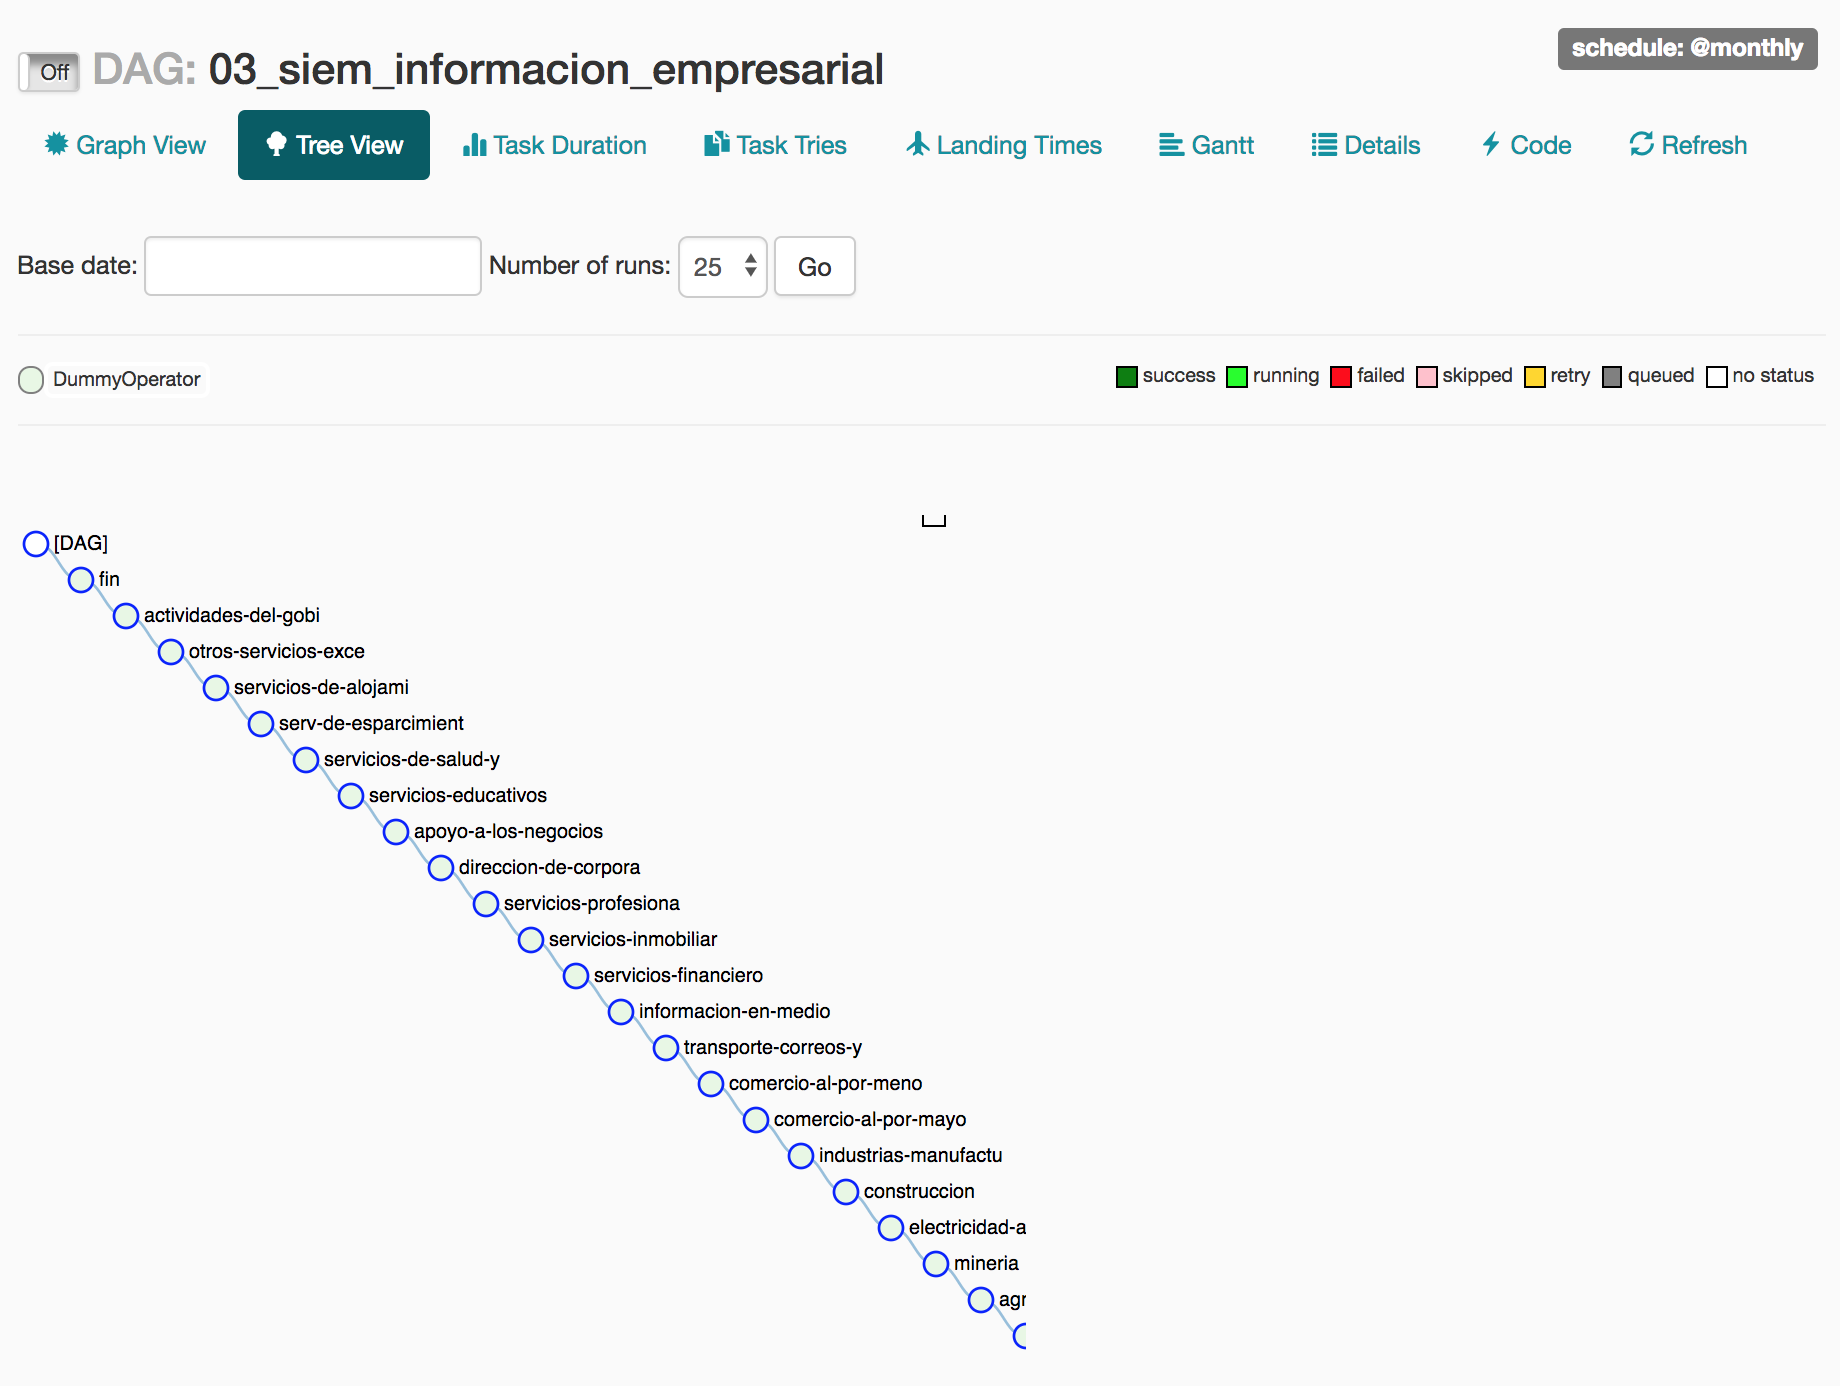 schedule: @monthly
Off DAG: 03_siem_informacion_empresarial
Graph View Tree View Task Duration Task Tries Landing Times Gantt Details Code Refresh
Base date: Number of runs: 25 Go
DummyOperator success running failed skipped retry queued no status
[DAG]
fin
actividades-del-gobi
otros-servicios-exce
servicios-de-alojami
serv-de-esparcimient
servicios-de-salud-y
servicios-educativos
apoyo-a-los-negocios
direccion-de-corpora
servicios-profesiona
servicios-inmobiliar
servicios-financiero
informacion-en-medio
transporte-correos-y
comercio-al-por-meno
comercio-al-por-mayo
industrias-manufactu
construccion
electricidad-a
mineria
agr